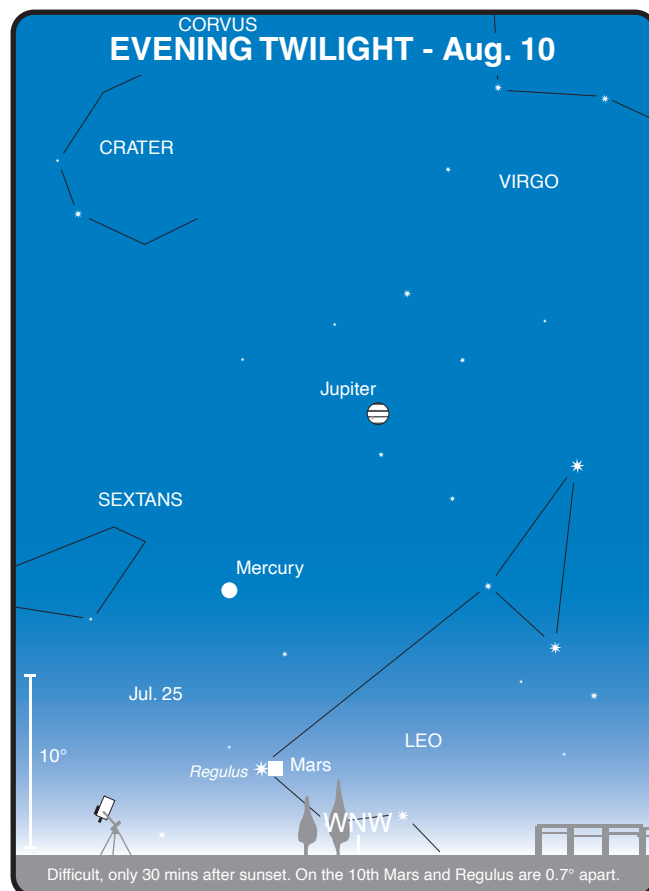 CORVUS
EVENING TWILIGHT - Aug. 10
CRATER
VIRGO
Jupiter
SEXTANS
Mercury
Jul. 25
10°
LEO
Regulus
Mars
WNW
Difficult, only 30 mins after sunset. On the 10th Mars and Regulus are 0.7° apart.